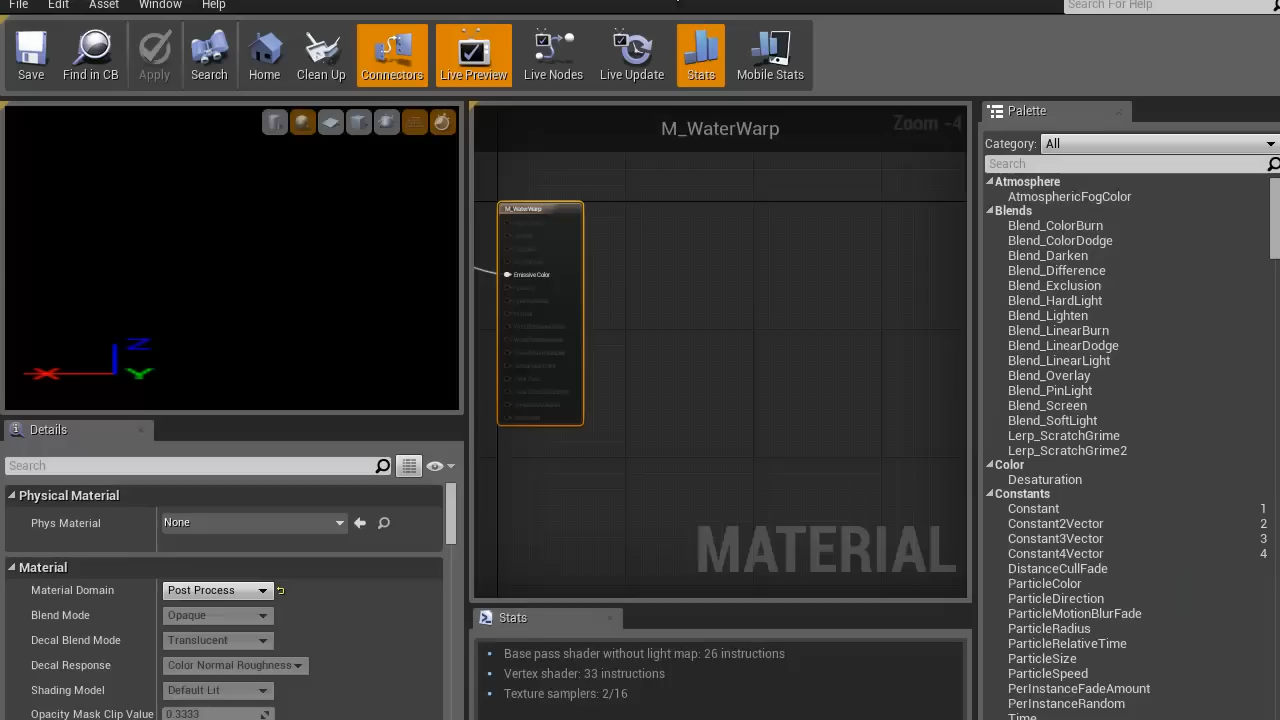 File Edit Asset Window Help
Search For Help
Save
Find in CB
Apply
Search
Home
Clean Up
Connectors
Live Preview
Live Nodes
Live Update
Stats
Mobile Stats
M_WaterWarp
Zoom -4
M_WaterWarp
Emissive Color
MATERIAL
Z
X
Y
Details
Search
Physical Material
Phys Material
None
Material
Material Domain
Post Process
Blend Mode
Opaque
Decal Blend Mode
Translucent
Decal Response
Color Normal Roughness
Shading Model
Default Lit
Opacity Mask Clip Value
0.3333
Stats
Base pass shader without light map: 26 instructions
Vertex shader: 33 instructions
Texture samplers: 2/16
Palette
Category: All
Search
Atmosphere
AtmosphericFogColor
Blends
Blend_ColorBurn
Blend_ColorDodge
Blend_Darken
Blend_Difference
Blend_Exclusion
Blend_HardLight
Blend_Lighten
Blend_LinearBurn
Blend_LinearDodge
Blend_LinearLight
Blend_Overlay
Blend_PinLight
Blend_Screen
Blend_SoftLight
Lerp_ScratchGrime
Lerp_ScratchGrime2
Color
Desaturation
Constants
Constant 1
Constant2Vector 2
Constant3Vector 3
Constant4Vector 4
DistanceCullFade
ParticleColor
ParticleDirection
ParticleMotionBlurFade
ParticleRadius
ParticleRelativeTime
ParticleSize
ParticleSpeed
PerInstanceFadeAmount
PerInstanceRandom
Time